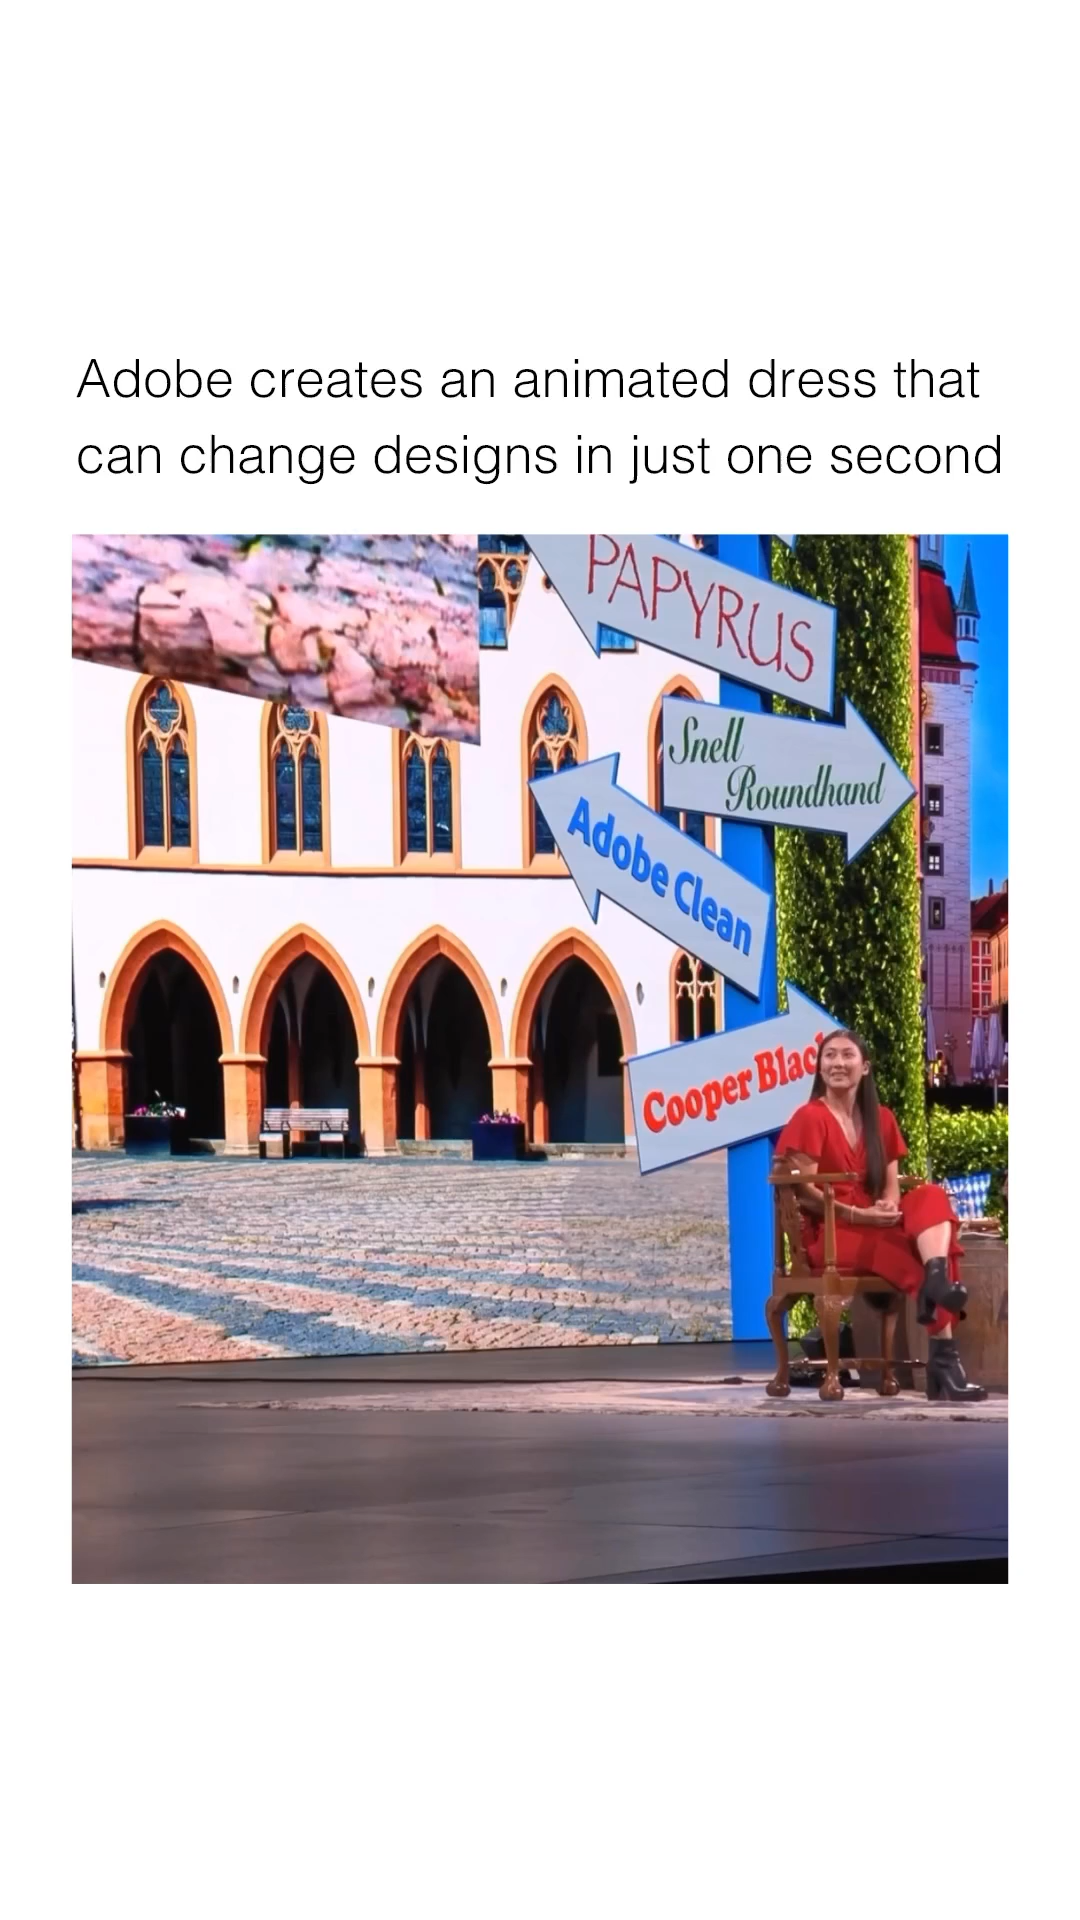 Adobe creates an animated dress that
can change designs in just one second
PAPYRUS
Snell
Roundhand
Adobe Clean
Cooper Blac